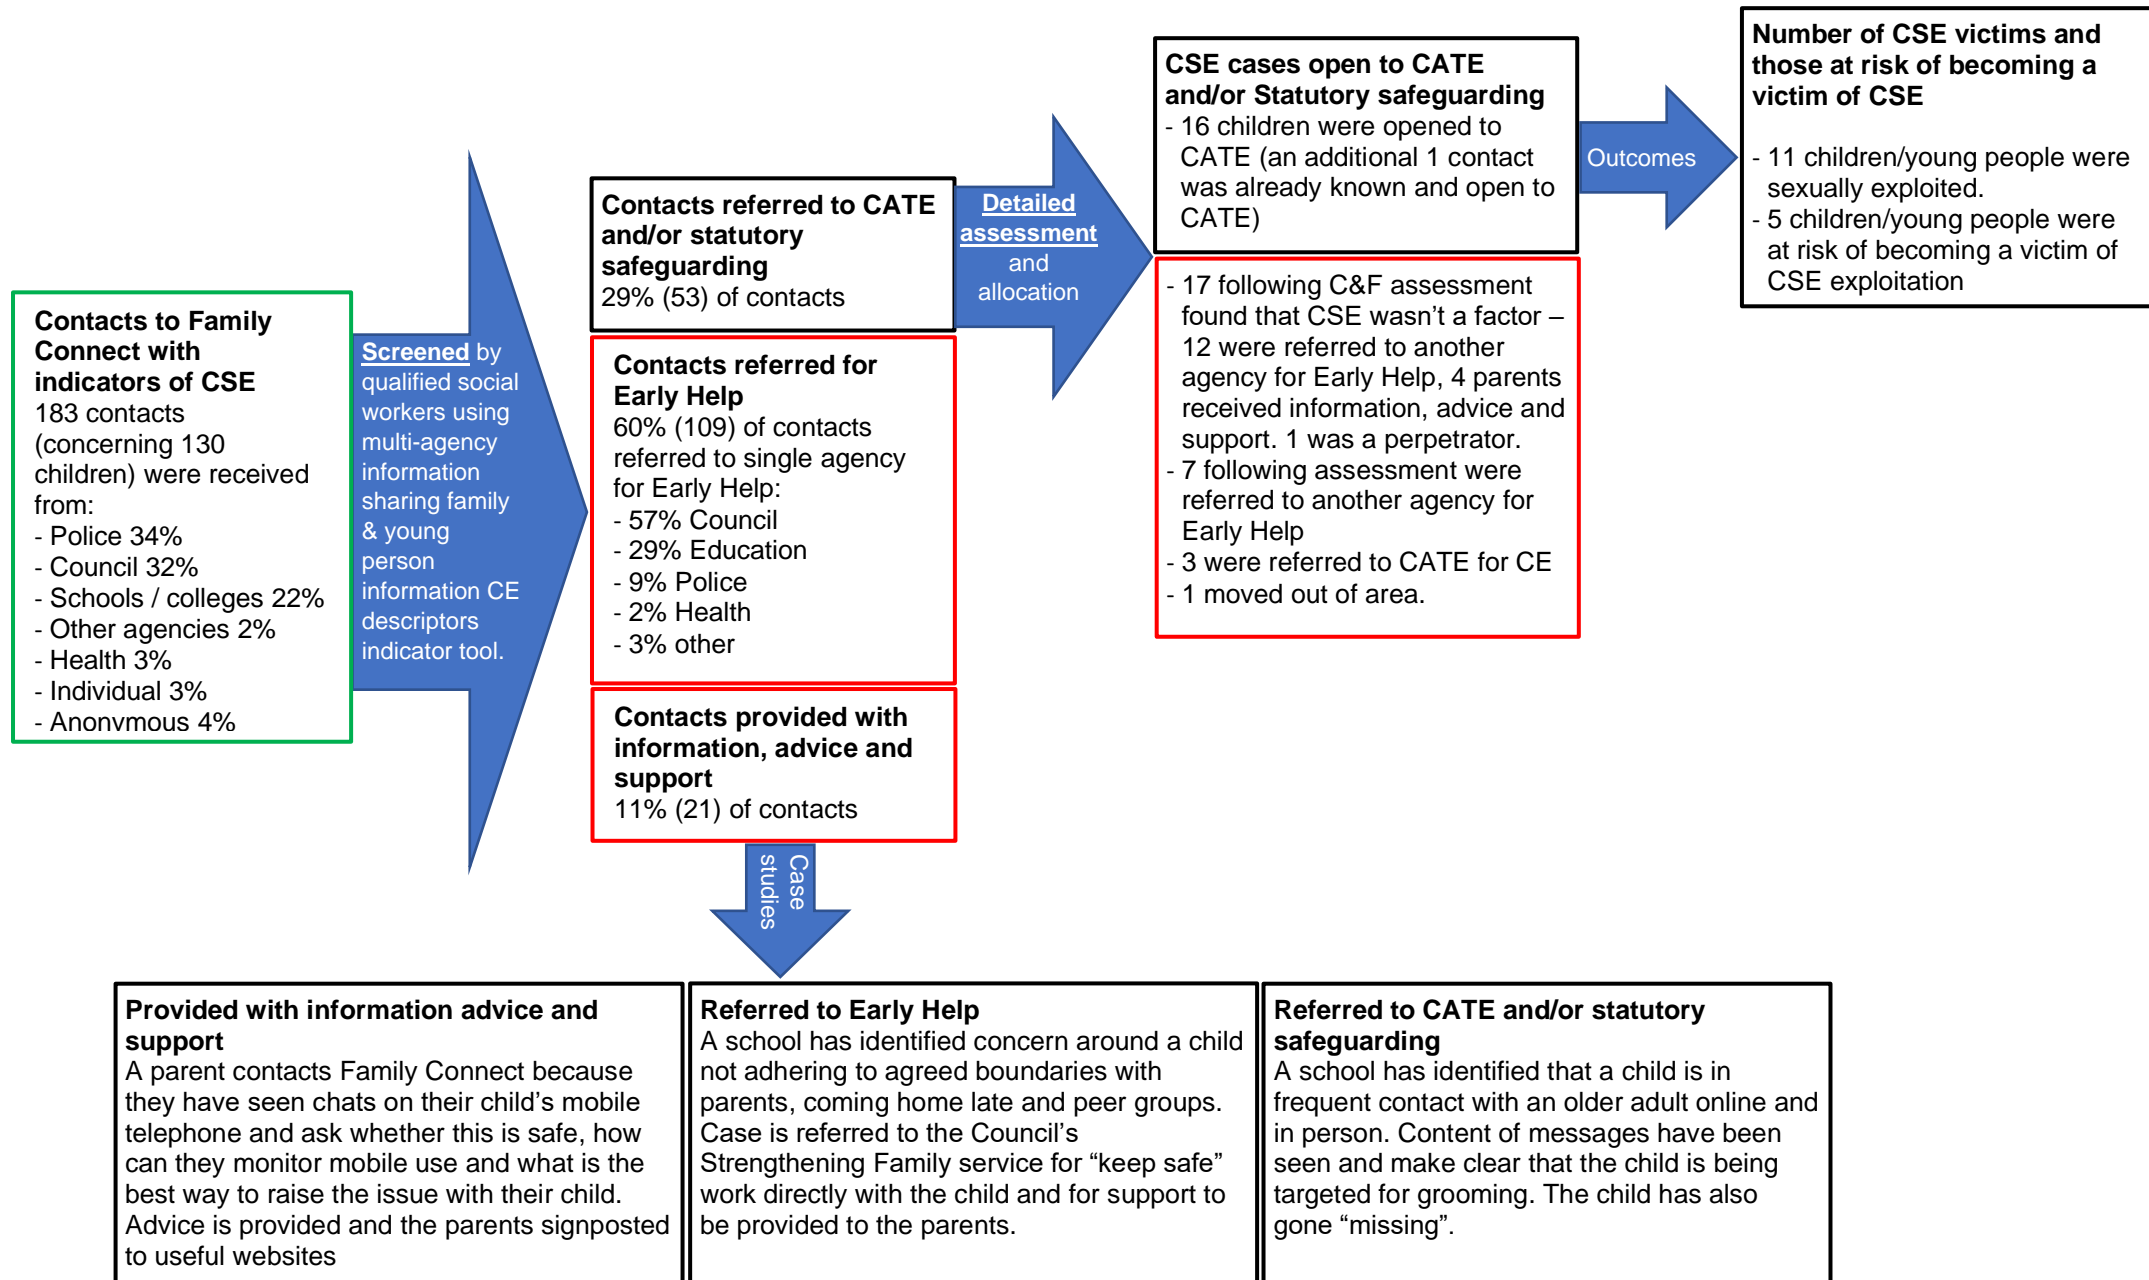 Contacts to Family
Connect with
indicators of CSE
183 contacts
(concerning 130
children) were received
from:
- Police 34%
- Council 32%
- Schools / colleges 22%
- Other agencies 2%
- Health 3%
- Individual 3%
- Anonymous 4%
Screened by
qualified social
workers using
multi-agency
information
sharing family
& young
person
information CE
descriptors
indicator tool.
Contacts referred to CATE
and/or statutory
safeguarding
29% (53) of contacts
Contacts referred for
Early Help
60% (109) of contacts
referred to single agency
for Early Help:
- 57% Council
- 29% Education
- 9% Police
- 2% Health
- 3% other
Contacts provided with
information, advice and
support
11% (21) of contacts
Detailed
assessment
and
allocation
CSE cases open to CATE
and/or Statutory safeguarding
- 16 children were opened to
CATE (an additional 1 contact
was already known and open to
CATE)
- 17 following C&F assessment
found that CSE wasn’t a factor –
12 were referred to another
agency for Early Help, 4 parents
received information, advice and
support. 1 was a perpetrator.
- 7 following assessment were
referred to another agency for
Early Help
- 3 were referred to CATE for CE
- 1 moved out of area.
Outcomes
Number of CSE victims and
those at risk of becoming a
victim of CSE
- 11 children/young people were
sexually exploited.
- 5 children/young people were
at risk of becoming a victim of
CSE exploitation
Case
studies
Provided with information advice and
support
A parent contacts Family Connect because
they have seen chats on their child’s mobile
telephone and ask whether this is safe, how
can they monitor mobile use and what is the
best way to raise the issue with their child.
Advice is provided and the parents signposted
to useful websites
Referred to Early Help
A school has identified concern around a child
not adhering to agreed boundaries with
parents, coming home late and peer groups.
Case is referred to the Council’s
Strengthening Family service for “keep safe”
work directly with the child and for support to
be provided to the parents.
Referred to CATE and/or statutory
safeguarding
A school has identified that a child is in
frequent contact with an older adult online and
in person. Content of messages have been
seen and make clear that the child is being
targeted for grooming. The child has also
gone “missing”.